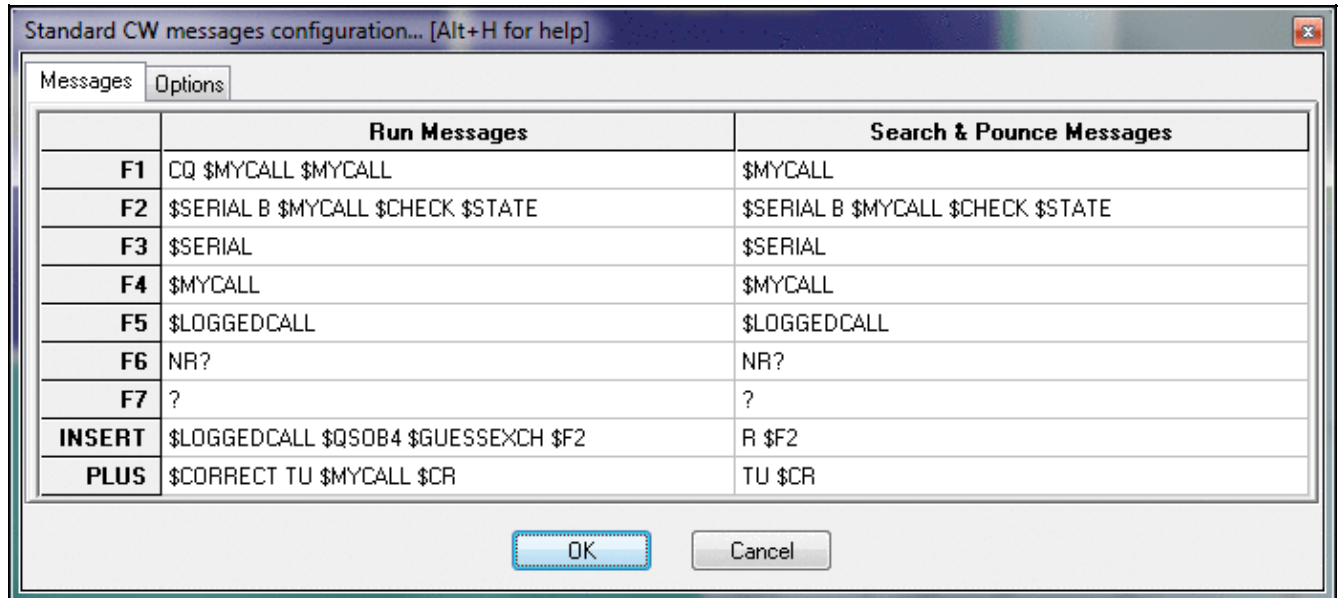 Standard CW messages configuration... [Alt+H for help]
Messages Options
Run Messages Search & Pounce Messages
F1 CQ $MYCALL $MYCALL $MYCALL
F2 $SERIAL B $MYCALL $CHECK $STATE $SERIAL B $MYCALL $CHECK $STATE
F3 $SERIAL $SERIAL
F4 $MYCALL $MYCALL
F5 $LOGGEDCALL $LOGGEDCALL
F6 NR? NR?
F7 ? ?
INSERT $LOGGEDCALL $QSOB4 $GUESSEXCH $F2 R $F2
PLUS $CORRECT TU $MYCALL $CR TU $CR
OK Cancel